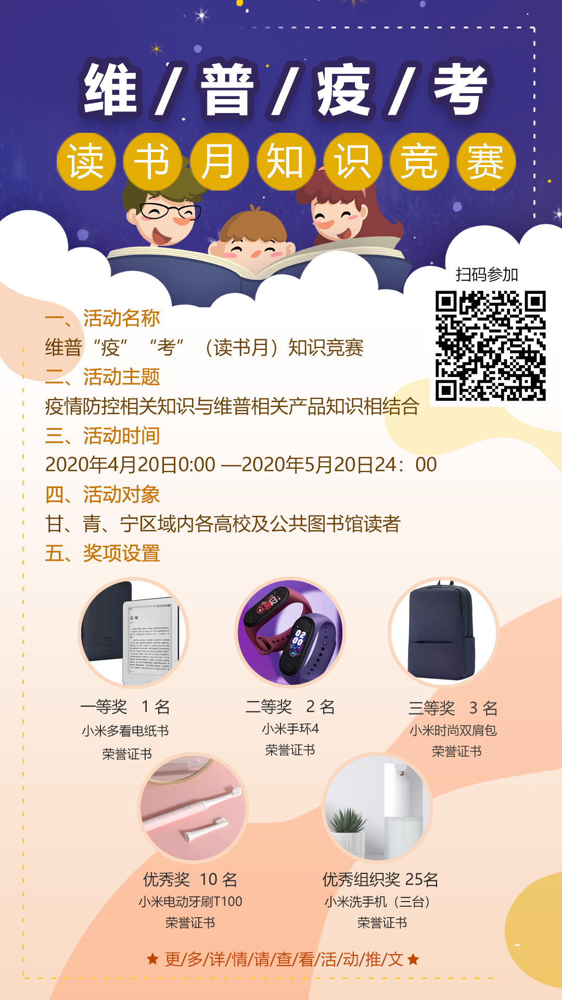 维/普/疫/考
读书月知识竞赛
扫码参加
一、活动名称
维普“疫”“考”（读书月）知识竞赛
二、活动主题
疫情防控相关知识与维普相关产品知识相结合
三、活动时间
2020年4月20日0:00 —2020年5月20日24：00
四、活动对象
甘、青、宁区域内各高校及公共图书馆读者
五、奖项设置
边城
一等奖 1 名
小米多看电纸书
荣誉证书
二等奖 2 名
小米手环4
荣誉证书
三等奖 3 名
小米时尚双肩包
荣誉证书
优秀奖 10 名
小米电动牙刷T100
荣誉证书
优秀组织奖 25名
小米洗手机（三台）
荣誉证书
★ 更/多/详/情/请/查/看/活/动/推/文 ★